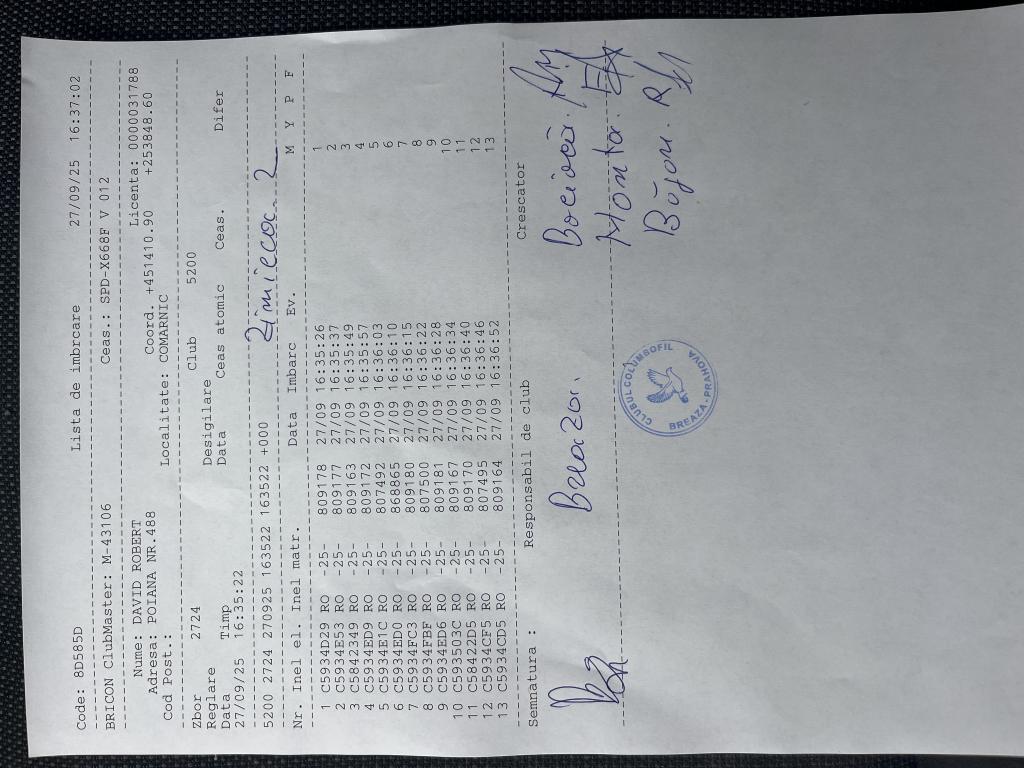 Code: 8D585D Lista de imbrcare 27/09/25 16:37:02
BRICON ClubMaster: M-43106 Ceas.: SPD-X668F V 012
Nume: DAVID ROBERT Licenta: 0000031788
Adresa: POIANA NR.488 Coord. +451410.90 +253848.60
Cod Post.: Localitate: COMARNIC
Zbor 2724 Club 5200
Reglare Desigilare
Data Timp Data Ceas atomic Ceas. Difer
27/09/25 16:35:22
5200 2724 270925 163522 163522 +000 Zimnicea 2
Nr. Inel el. Inel matr. Data Imbarc Ev. M Y P F
1 C5934D29 RO -25- 809178 27/09 16:35:26 1
2 C5934E53 RO -25- 809177 27/09 16:35:37 2
3 C5842349 RO -25- 809163 27/09 16:35:49 3
4 C5934ED9 RO -25- 809172 27/09 16:35:57 4
5 C5934E1C RO -25- 807492 27/09 16:36:03 5
6 C5934ED0 RO -25- 868865 27/09 16:36:10 6
7 C5934FC3 RO -25- 809180 27/09 16:36:15 7
8 C5934FBF RO -25- 807500 27/09 16:36:22 8
9 C5934ED6 RO -25- 809181 27/09 16:36:28 9
10 C593503C RO -25- 809167 27/09 16:36:34 10
11 C58422D5 RO -25- 809170 27/09 16:36:40 11
12 C5934CF5 RO -25- 807495 27/09 16:36:46 12
13 C5934CD5 RO -25- 809164 27/09 16:36:52 13
Semnatura : Responsabil de club Crescator
CLUBUL COLUMBOFIL
BREAZA-PRAHOVA